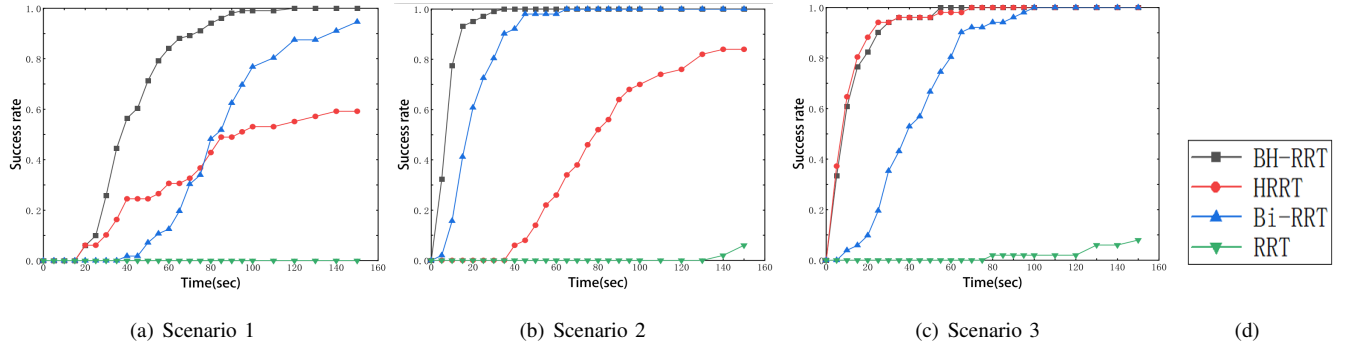 1.0
0.8
0.6
0.4
0.2
0.0
Success rate
0 20 40 60 80 100 120 140 160
Time(sec)
(a) Scenario 1
1.0
0.8
0.6
0.4
0.2
0.0
Success rate
0 20 40 60 80 100 120 140 160
Time(sec)
(b) Scenario 2
1.0
0.8
0.6
0.4
0.2
0.0
Success rate
0 20 40 60 80 100 120 140 160
Time(sec)
(c) Scenario 3
BH-RRT
HRRT
Bi-RRT
RRT
(d)